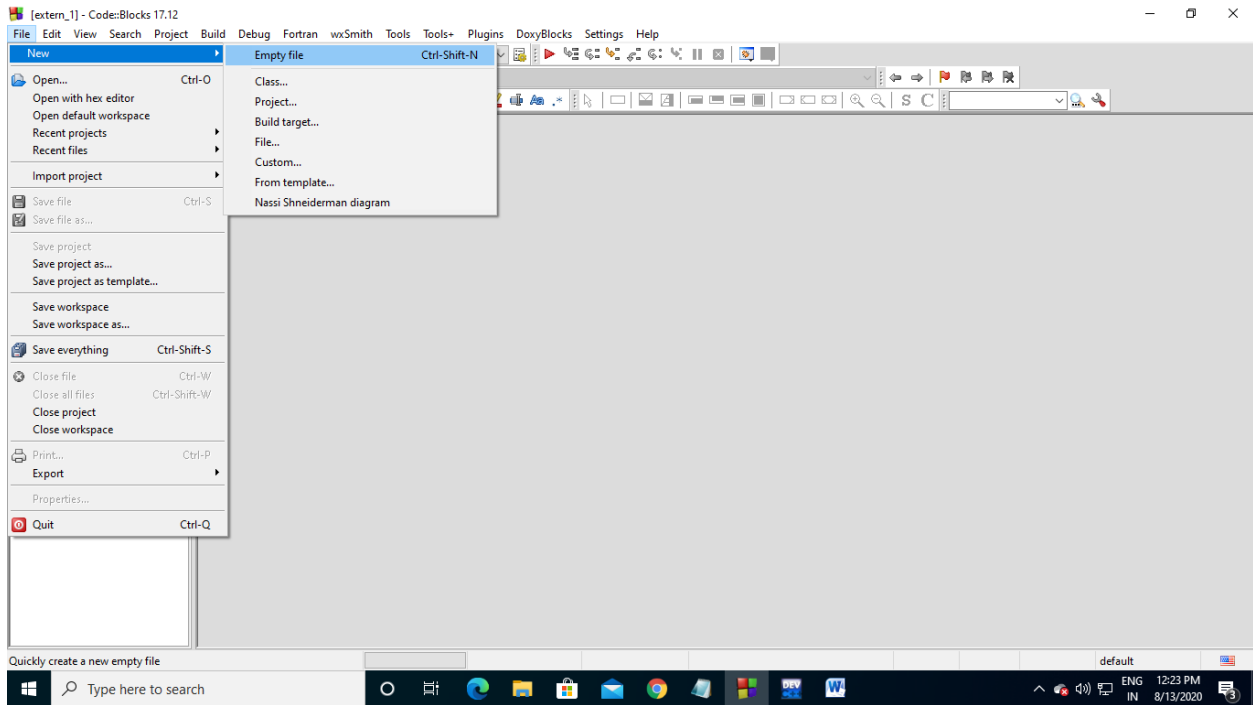 [extern_1] - Code::Blocks 17.12
File Edit View Search Project Build Debug Fortran wxSmith Tools Tools+ Plugins DoxyBlocks Settings Help
New
Empty file Ctrl-Shift-N
Class...
Project...
Build target...
File...
Custom...
From template...
Nassi Shneiderman diagram
Open... Ctrl-O
Open with hex editor
Open default workspace
Recent projects
Recent files
Import project
Save file Ctrl-S
Save file as...
Save project
Save project as...
Save project as template...
Save workspace
Save workspace as...
Save everything Ctrl-Shift-S
Close file Ctrl-W
Close all files Ctrl-Shift-W
Close project
Close workspace
Print... Ctrl-P
Export
Properties...
Quit Ctrl-Q
S C
Quickly create a new empty file
default
Type here to search
DEV
W
ENG
IN
12:23 PM
8/13/2020
3